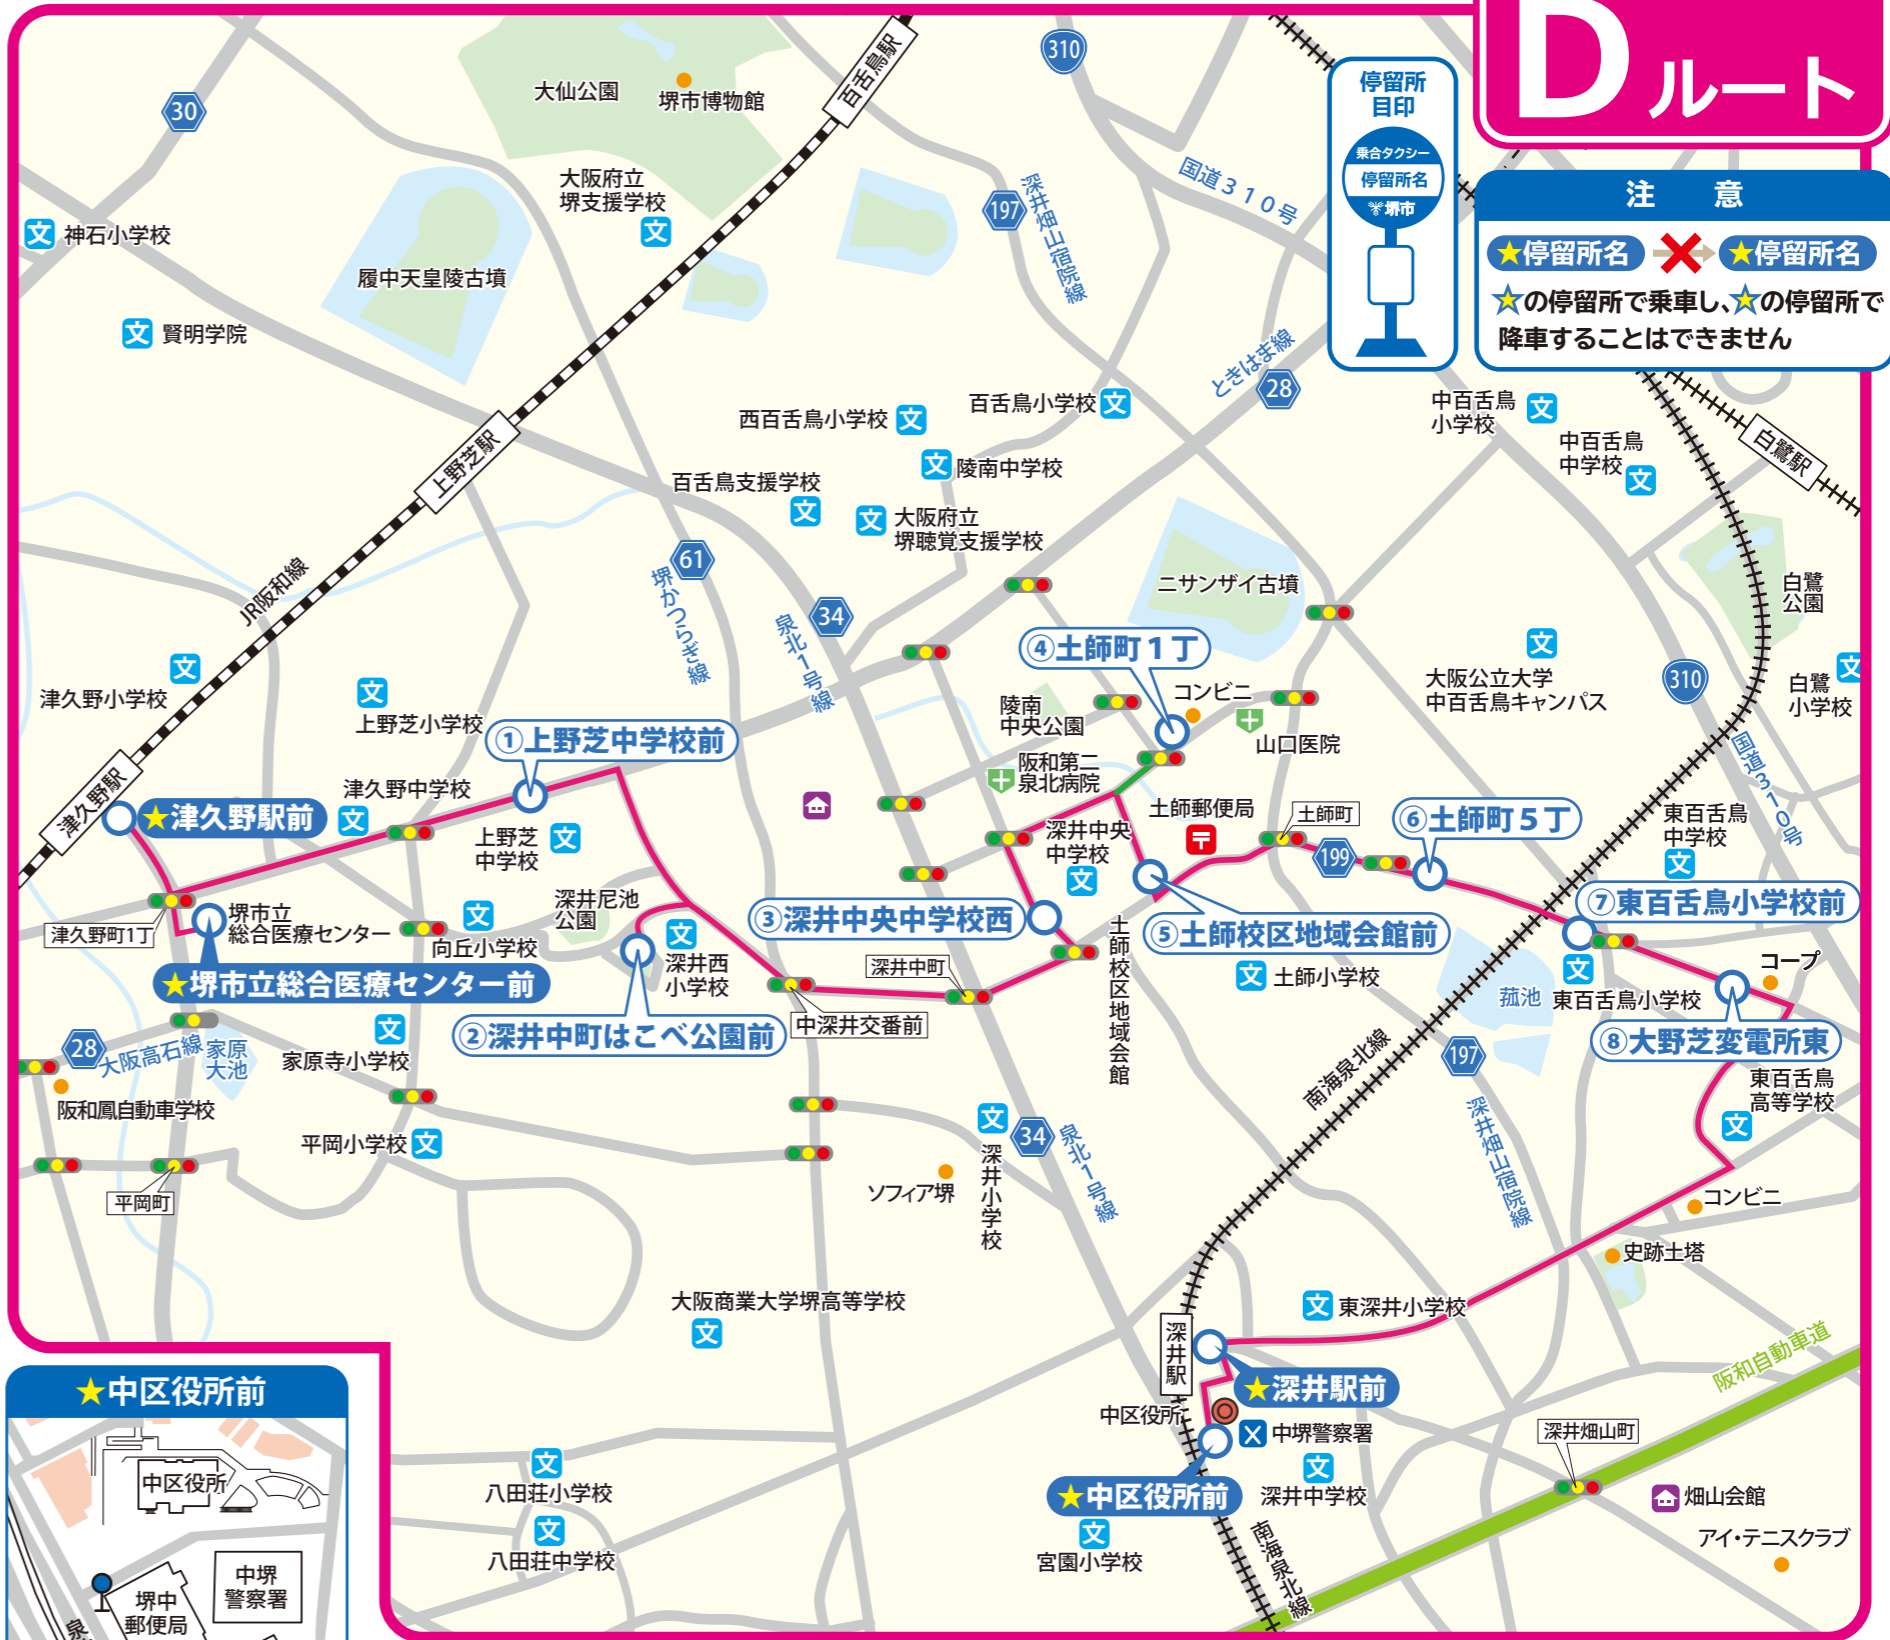 Dルート
停留所
目印
乗合タクシー
停留所名
堺市
注 意
★停留所名
★停留所名
☆の停留所で乗車し、☆の停留所で
降車することはできません
310
30
大仙公園
堺市博物館
百舌鳥駅
大阪府立
堺支援学校
197
深井畑山宿院線
国道310号
神石小学校
履中天皇陵古墳
賢明学院
ときはま線
28
百舌鳥小学校
西百舌鳥小学校
陵南中学校
中百舌鳥
小学校
中百舌鳥
中学校
白鷺駅
上野芝駅
百舌鳥支援学校
大阪府立
堺聴覚支援学校
JR阪和線
61
堺かつらぎ線
34
泉北1号線
ニサンザイ古墳
白鷺
公園
④土師町1丁
大阪公立大学
中百舌鳥キャンパス
310
白鷺
小学校
津久野小学校
上野芝小学校
①上野芝中学校前
陵南
中央公園
コンビニ
山口医院
国道310号
津久野駅
★津久野駅前
津久野中学校
上野芝
中学校
阪和第二
泉北病院
土師郵便局
土師町
199
⑥土師町5丁
東百舌鳥
中学校
深井中央
中学校
津久野町1丁
堺市立
総合医療センター
向丘小学校
深井尼池
公園
③深井中央中学校西
⑤土師校区地域会館前
⑦東百舌鳥小学校前
★堺市立総合医療センター前
深井西
小学校
深井中町
土師校区地域会館
土師小学校
菰池
東百舌鳥小学校
コープ
②深井中町はこべ公園前
中深井交番前
⑧大野芝変電所東
28
大阪高石線
家原
大池
家原寺小学校
南海泉北線
197
深井畑山宿院線
東百舌鳥
高等学校
阪和鳳自動車学校
平岡小学校
平岡町
深井小学校
34
泉北1号線
ソフィア堺
コンビニ
史跡土塔
大阪商業大学堺高等学校
東深井小学校
深井駅
★深井駅前
阪和自動車道
中区役所
中堺警察署
深井畑山町
★中区役所前
深井中学校
畑山会館
アイ・テニスクラブ
八田荘小学校
八田荘中学校
宮園小学校
南海泉北線
★中区役所前
中区役所
中堺
警察署
堺中
郵便局
泉